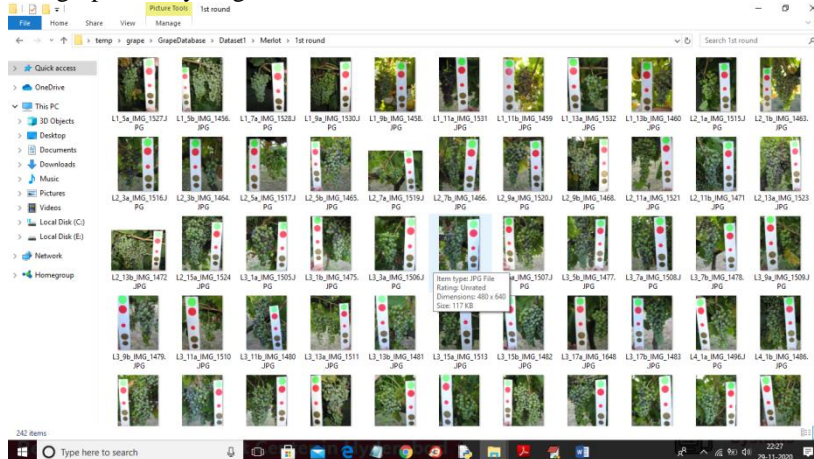 Picture Tools 1st round
File Home Share View Manage
temp > grape > GrapeDatabase > Dataset1 > Merlot > 1st round
Search 1st round
Quick access
OneDrive
This PC
3D Objects
Desktop
Documents
Downloads
Music
Pictures
Videos
Local Disk (C:)
Local Disk (E:)
Network
Homegroup
L1_5a_IMG_1527.JPG L1_5b_IMG_1456.JPG L1_7a_IMG_1528.JPG L1_9a_IMG_1530.JPG L1_9b_IMG_1458.JPG L1_11a_IMG_1531.JPG L1_11b_IMG_1459.JPG L1_13a_IMG_1532.JPG L1_13b_IMG_1460.JPG L2_1a_IMG_1515.JPG L2_1b_IMG_1463.JPG
L2_3a_IMG_1516.JPG L2_3b_IMG_1464.JPG L2_5a_IMG_1517.JPG L2_5b_IMG_1465.JPG L2_7a_IMG_1519.JPG L2_7b_IMG_1466.JPG L2_9a_IMG_1520.JPG L2_9b_IMG_1468.JPG L2_11a_IMG_1521.JPG L2_11b_IMG_1471.JPG L2_13a_IMG_1523.JPG
L2_13b_IMG_1472.JPG L2_15a_IMG_1524.JPG L3_1a_IMG_1505.JPG L3_1b_IMG_1475.JPG L3_3a_IMG_1506.JPG a_IMG_1507.JPG L3_5b_IMG_1477.JPG L3_7a_IMG_1508.JPG L3_7b_IMG_1478.JPG L3_9a_IMG_1509.JPG
Item type: JPG File
Rating: Unrated
Dimensions: 480 x 640
Size: 117 KB
L3_9b_IMG_1479.JPG L3_11a_IMG_1510.JPG L3_11b_IMG_1480.JPG L3_13a_IMG_1511.JPG L3_13b_IMG_1481.JPG L3_15a_IMG_1513.JPG L3_15b_IMG_1482.JPG L3_17a_IMG_1648.JPG L3_17b_IMG_1483.JPG L4_1a_IMG_1496.JPG L4_1b_IMG_1486.JPG
242 items
Type here to search
22:27
29-11-2020